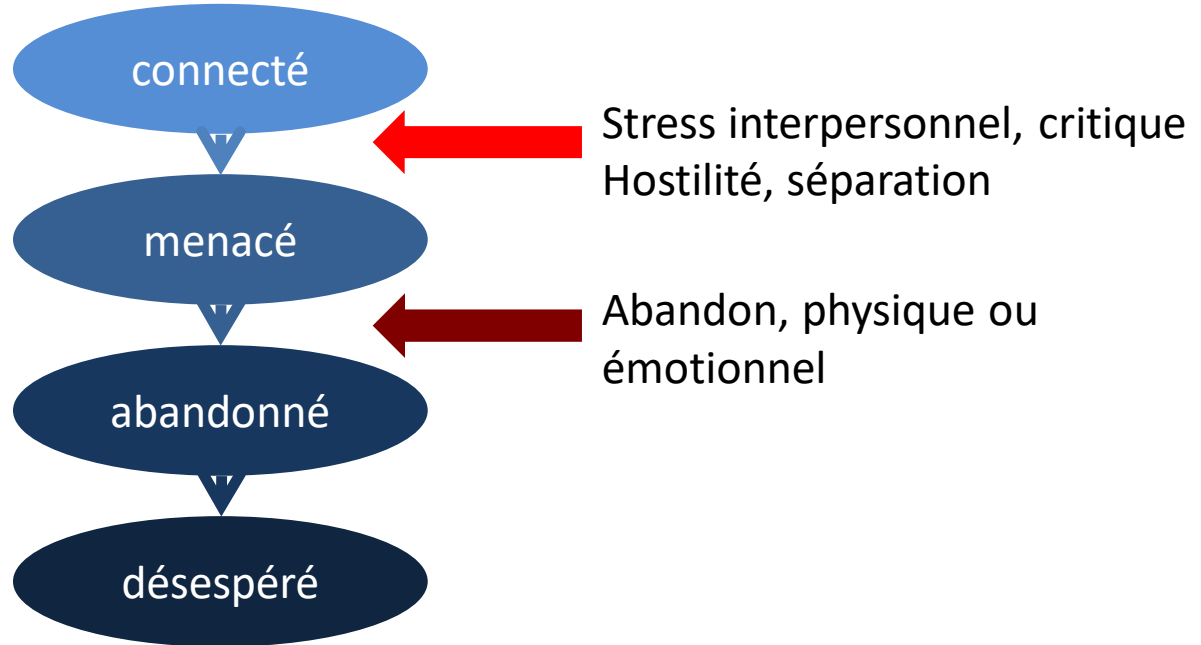 connecté
Stress interpersonnel, critique
Hostilité, séparation
menacé
Abandon, physique ou
émotionnel
abandonné
désespéré